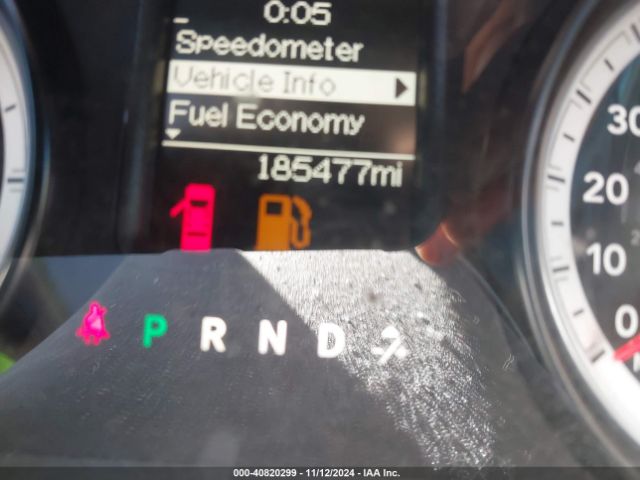 0:05
Speedometer
Vehicle Info
Fuel Economy
185477mi
30
20
10
0
P R N D
000-40820299 - 11/12/2024 - IAA Inc.